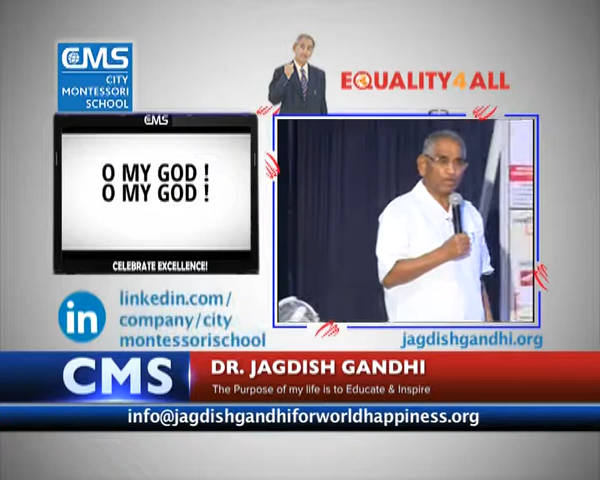 CMS
CITY
MONTESSORI
SCHOOL
EQUALITY4ALL
CMS
O MY GOD !
O MY GOD !
CELEBRATE EXCELLENCE!
in
linkedin.com/
company/city
montessorischool
jagdishgandhi.org
CMS
DR. JAGDISH GANDHI
The Purpose of my life is to Educate & Inspire
info@jagdishgandhiforworldhappiness.org